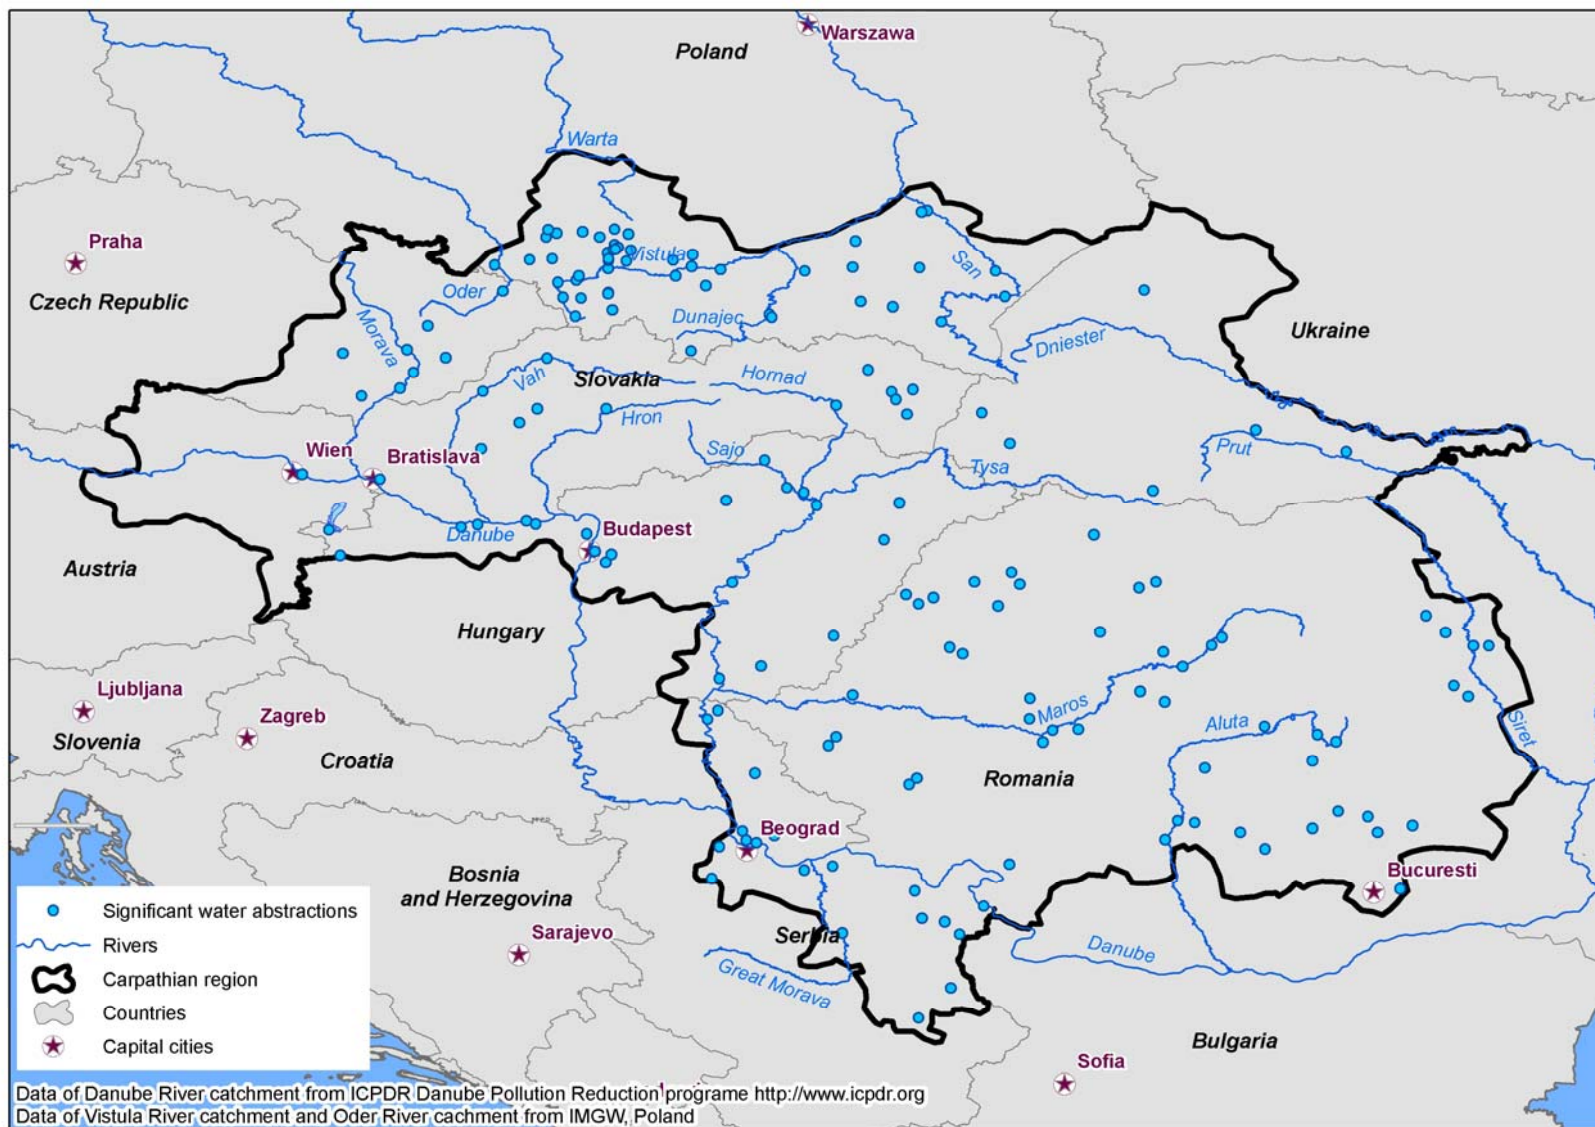 Warszawa
Poland
Warta
Praha
Czech Republic
Vistula
San
Oder
Morava
Dunajec
Dniester
Ukraine
Vah
Slovakia
Hornad
Hron
Sajo
Wien
Bratislava
Tysa
Prut
Danube
Budapest
Austria
Hungary
Ljubljana
Slovenia
Zagreb
Croatia
Maros
Aluta
Siret
Romania
Beograd
Bosnia
and Herzegovina
Sarajevo
Serbia
Great Morava
Bucuresti
Danube
Bulgaria
Sofia
Significant water abstractions
Rivers
Carpathian region
Countries
Capital cities
Data of Danube River catchment from ICPDR Danube Pollution Reduction programe http://www.icpdr.org
Data of Vistula River catchment and Oder River cachment from IMGW, Poland